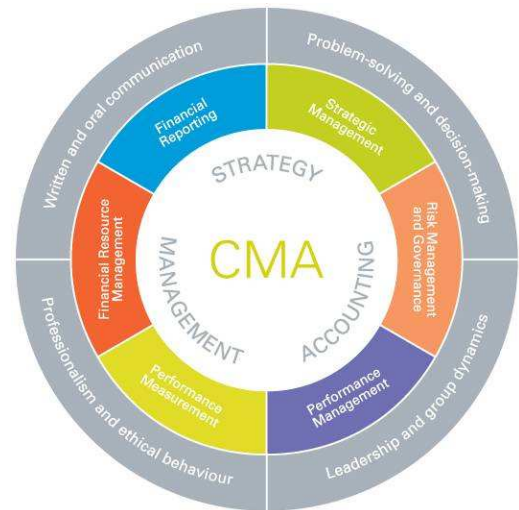 Written and oral communication
Problem-solving and decision-making
Financial
Reporting
Strategic
Management
STRATEGY
Financial Resource
Management
MANAGEMENT
CMA
ACCOUNTING
Risk Management
and Governance
Performance
Measurement
Performance
Management
Professionalism and ethical behaviour
Leadership and group dynamics